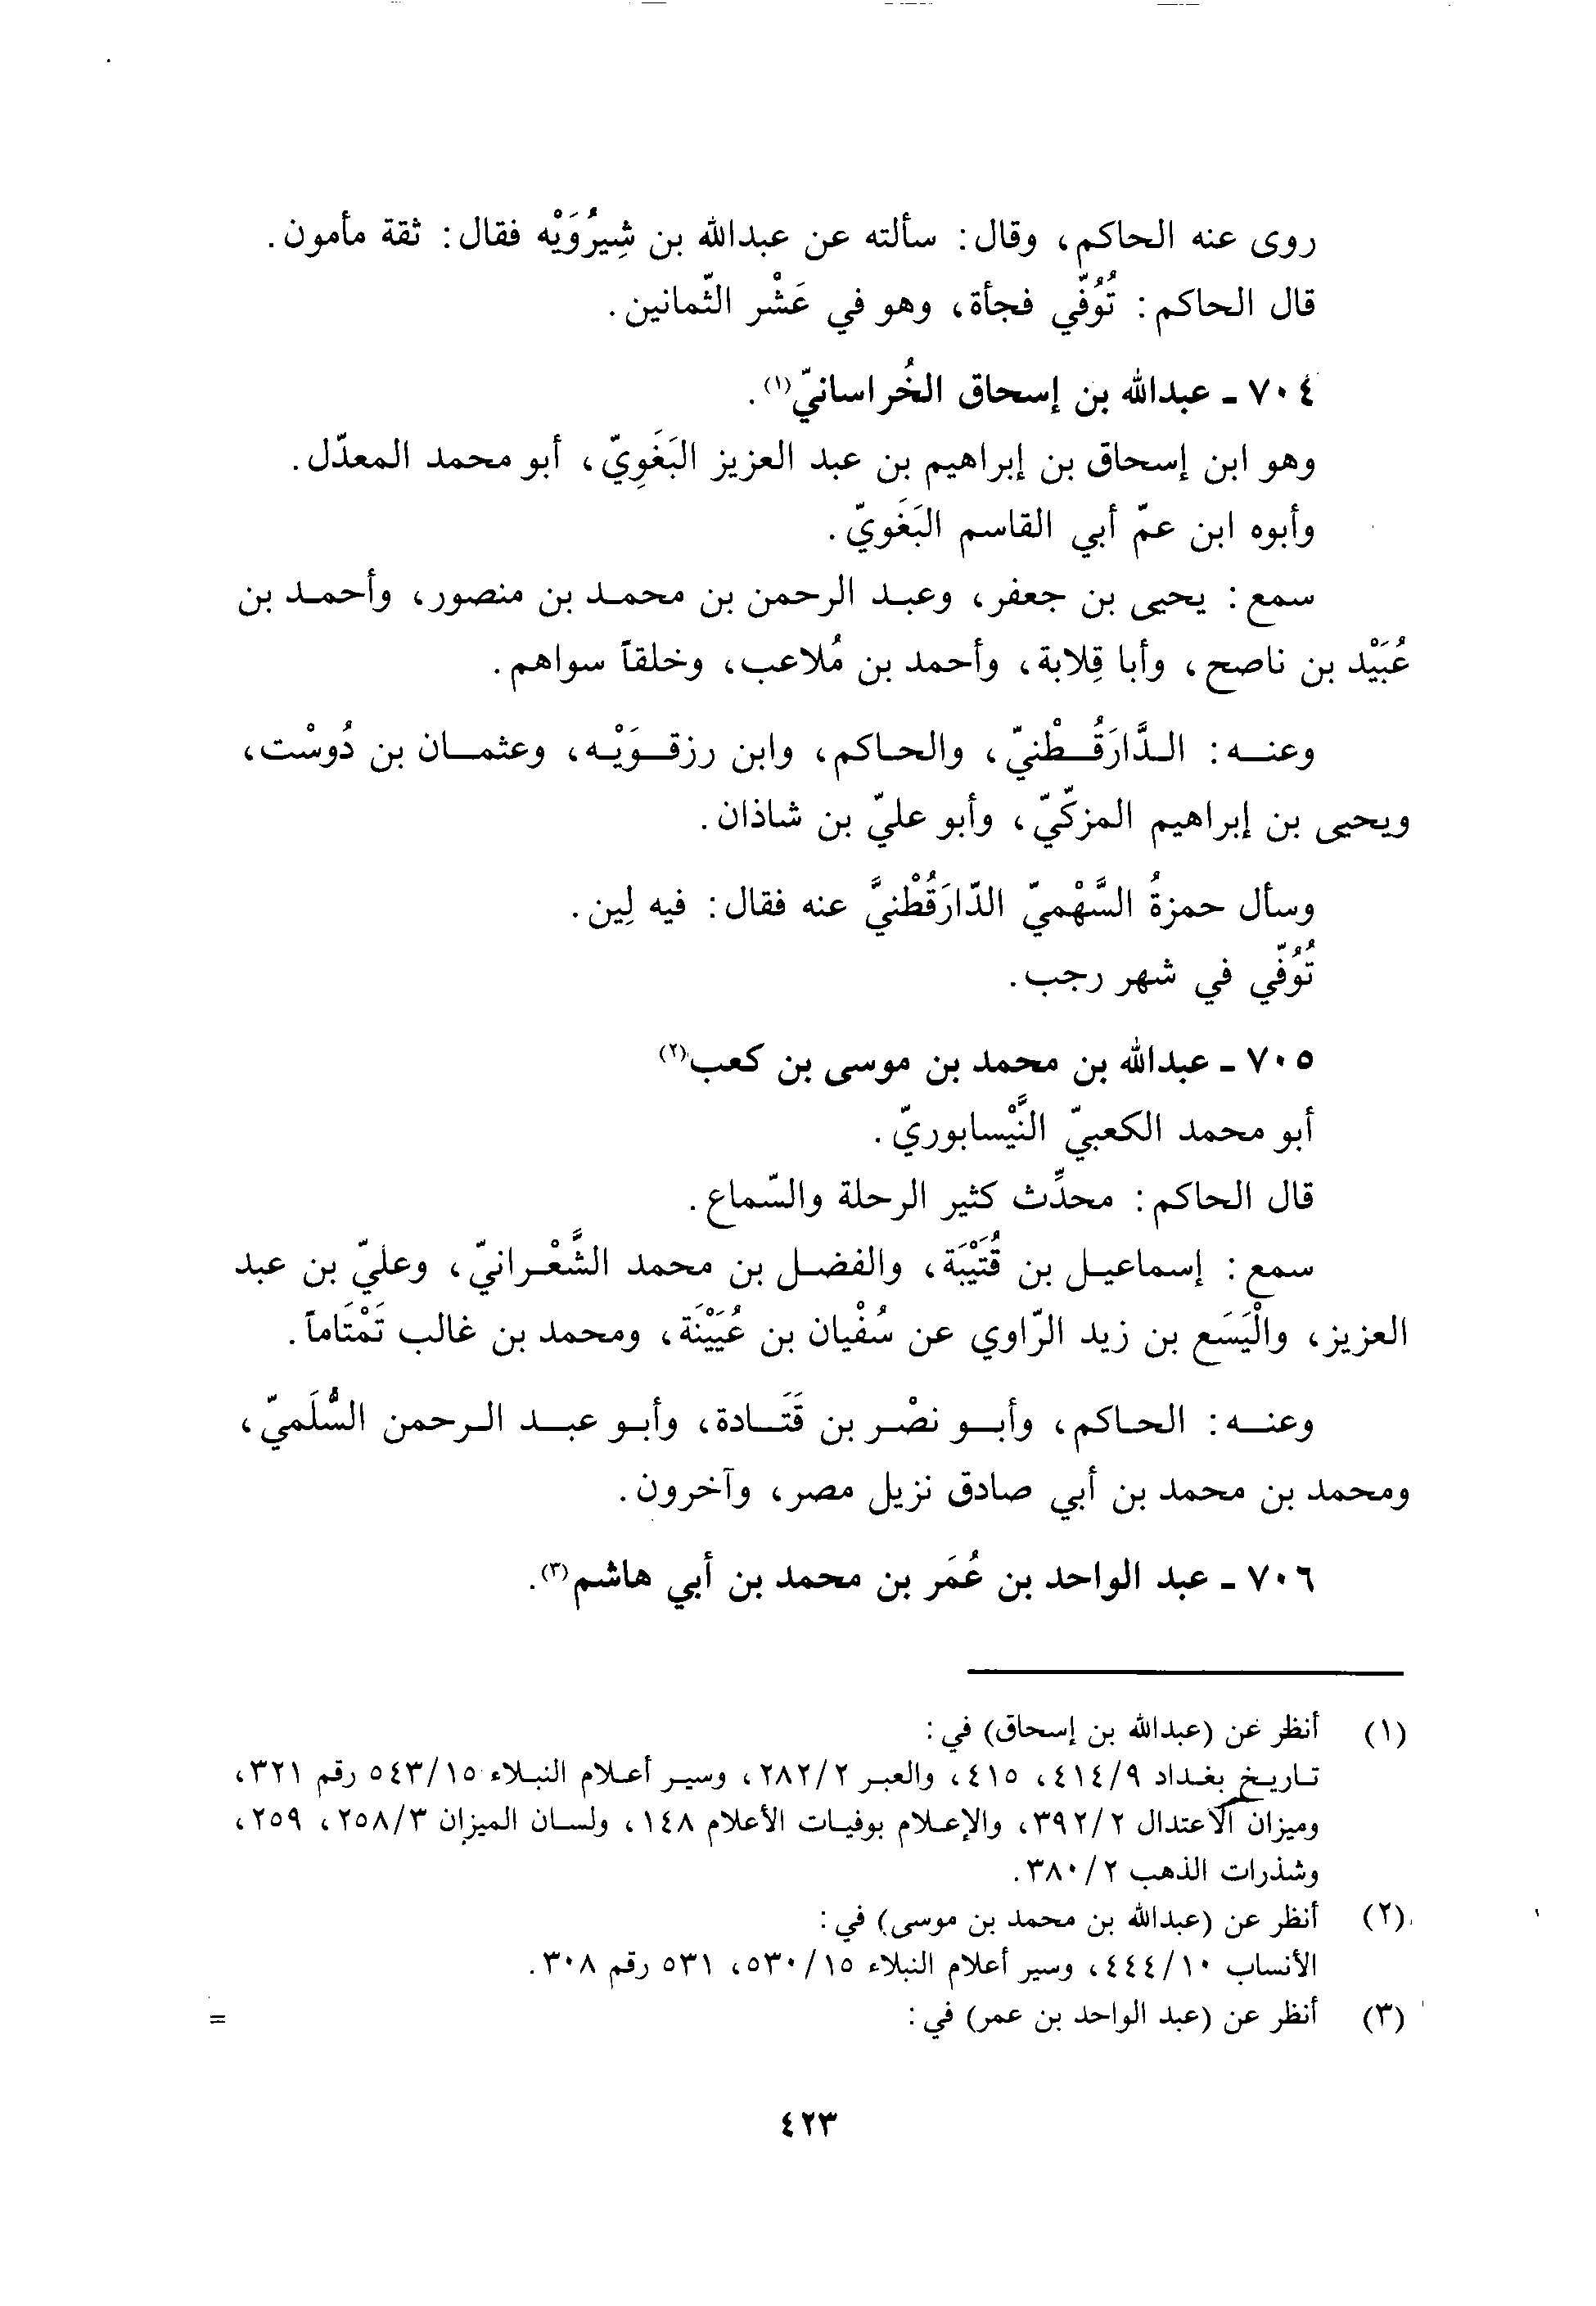 روى عنه الحاكم، وقال: سألته عن عبدالله بن شِيرُوَيْه فقال: ثقة مأمون.
قال الحاكم: تُوُفّي فجأة، وهو في عَشْر الثّمانين.
٧٠٤ ـ عبدالله بن إسحاق الخُراسانيّ(١).
وهو ابن إسحاق بن إبراهيم بن عبد العزيز البَغَوِيّ، أبو محمد المعدّل.
وأبوه ابن عمّ أبي القاسم البَغَويّ.
سمع: يحيى بن جعفر، وعبد الرحمن بن محمد بن منصور، وأحمد بن
عُبَيْد بن ناصح، وأبا قِلابة، وأحمد بن مُلاعب، وخلقاً سواهم.
وعنه: الدَّارَقُطْنيّ، والحاكم، وابن رزقوَيْه، وعثمان بن دُوسْت،
ويحيى بن إبراهيم المزكّيّ، وأبو عليّ بن شاذان.
وسأل حمزةُ السَّهْميّ الدّارَقُطْنيَّ عنه فقال: فيه لِين.
تُوُفّي في شهر رجب.
٧٠٥ ـ عبدالله بن محمد بن موسى بن كعب(٢)
أبو محمد الكعبيّ النَّيْسابوريّ.
قال الحاكم: محدِّث كثير الرحلة والسّماع.
سمع: إسماعيل بن قُتَيْبَة، والفضل بن محمد الشَّعْرانيّ، وعليّ بن عبد
العزيز، والْيَسَع بن زيد الرّاوي عن سُفْيان بن عُيَيْنَة، ومحمد بن غالب تَمْتَاماً.
وعنه: الحاكم، وأبو نصْر بن قَتَادة، وأبو عبد الرحمن السُّلَميّ،
ومحمد بن محمد بن أبي صادق نزيل مصر، وآخرون.
٧٠٦ ـ عبد الواحد بن عُمَر بن محمد بن أبي هاشم(٣).
(١) أنظر عن (عبدالله بن إسحاق) في:
تاريخ بغداد ٤١٤/٩، ٤١٥، والعبر ٢٨٢/٢، وسير أعلام النبلاء ٥٤٣/١٥ رقم ٣٢١،
وميزان الاعتدال ٣٩٢/٢، والإعلام بوفيات الأعلام ١٤٨، ولسان الميزان ٢٥٨/٣، ٢٥٩،
وشذرات الذهب ٣٨٠/٢.
(٢) أنظر عن (عبدالله بن محمد بن موسى) في:
الأنساب ٤٤٤/١٠، وسير أعلام النبلاء ٥٣٠/١٥، ٥٣١ رقم ٣٠٨.
(٣) أنظر عن (عبد الواحد بن عمر) في: =
٤٢٣